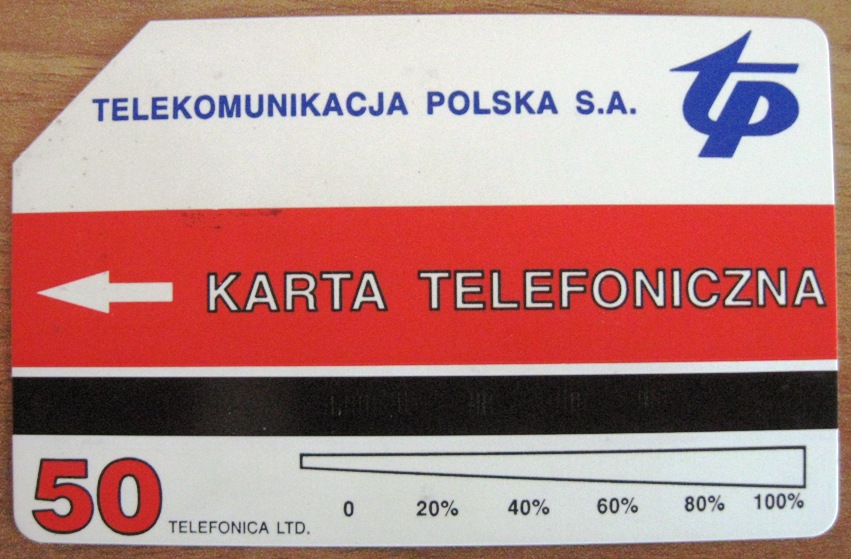 TELEKOMUNIKACJA POLSKA S.A.
tp
KARTA TELEFONICZNA
50
TELEFONICA LTD.
0 20% 40% 60% 80% 100%